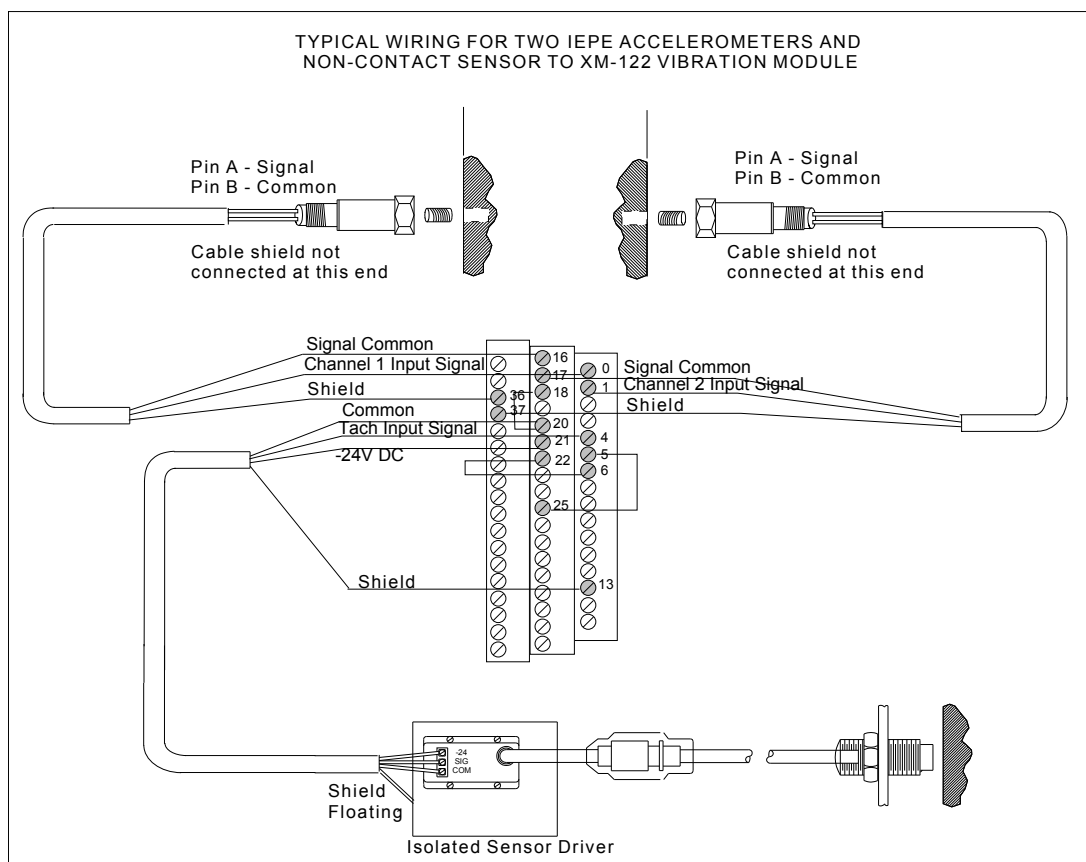 TYPICAL WIRING FOR TWO IEPE ACCELEROMETERS AND
NON-CONTACT SENSOR TO XM-122 VIBRATION MODULE
Pin A - Signal
Pin B - Common
Cable shield not
connected at this end
Pin A - Signal
Pin B - Common
Cable shield not
connected at this end
Signal Common
Channel 1 Input Signal
Shield
Common
Tach Input Signal
-24V DC
Shield
36
37
16
17
18
20
21
22
25
0
1
4
5
6
13
Signal Common
Channel 2 Input Signal
Shield
-24
SIG
COM
Shield
Floating
Isolated Sensor Driver